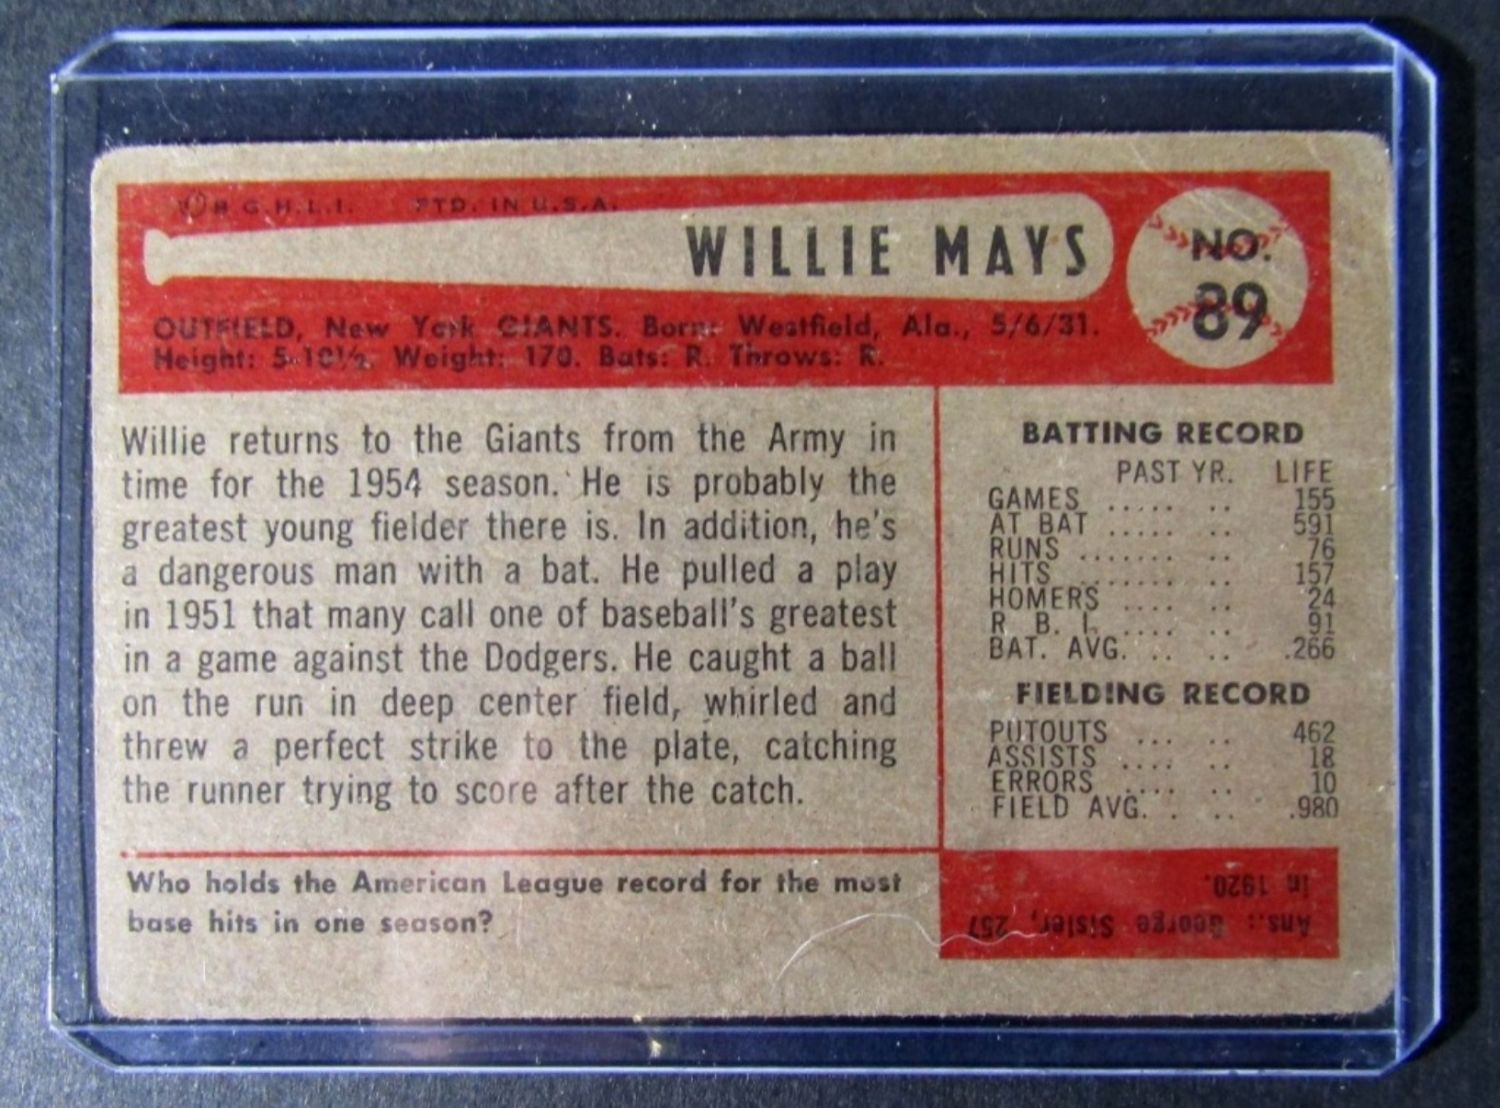 © B G.H.L.I. PTD. IN U.S.A.
WILLIE MAYS
NO.
89
OUTFIELD, New York GIANTS. Born: Westfield, Ala., 5/6/31.
Height: 5-10½. Weight: 170. Bats: R. Throws: R.
Willie returns to the Giants from the Army in
time for the 1954 season. He is probably the
greatest young fielder there is. In addition, he's
a dangerous man with a bat. He pulled a play
in 1951 that many call one of baseball's greatest
in a game against the Dodgers. He caught a ball
on the run in deep center field, whirled and
threw a perfect strike to the plate, catching
the runner trying to score after the catch.
BATTING RECORD
PAST YR. LIFE
GAMES ..... .. 155
AT BAT ..... .. 591
RUNS ....... .. 76
HITS ........ .. 157
HOMERS .... .. 24
R. B. I. .... .. 91
BAT. AVG. .. .. .266
FIELDING RECORD
PUTOUTS ... .. 462
ASSISTS .... .. 18
ERRORS .... .. 10
FIELD AVG. . .. .980
Who holds the American League record for the most
base hits in one season?
Ans.: George Sisler, 257
in 1920.